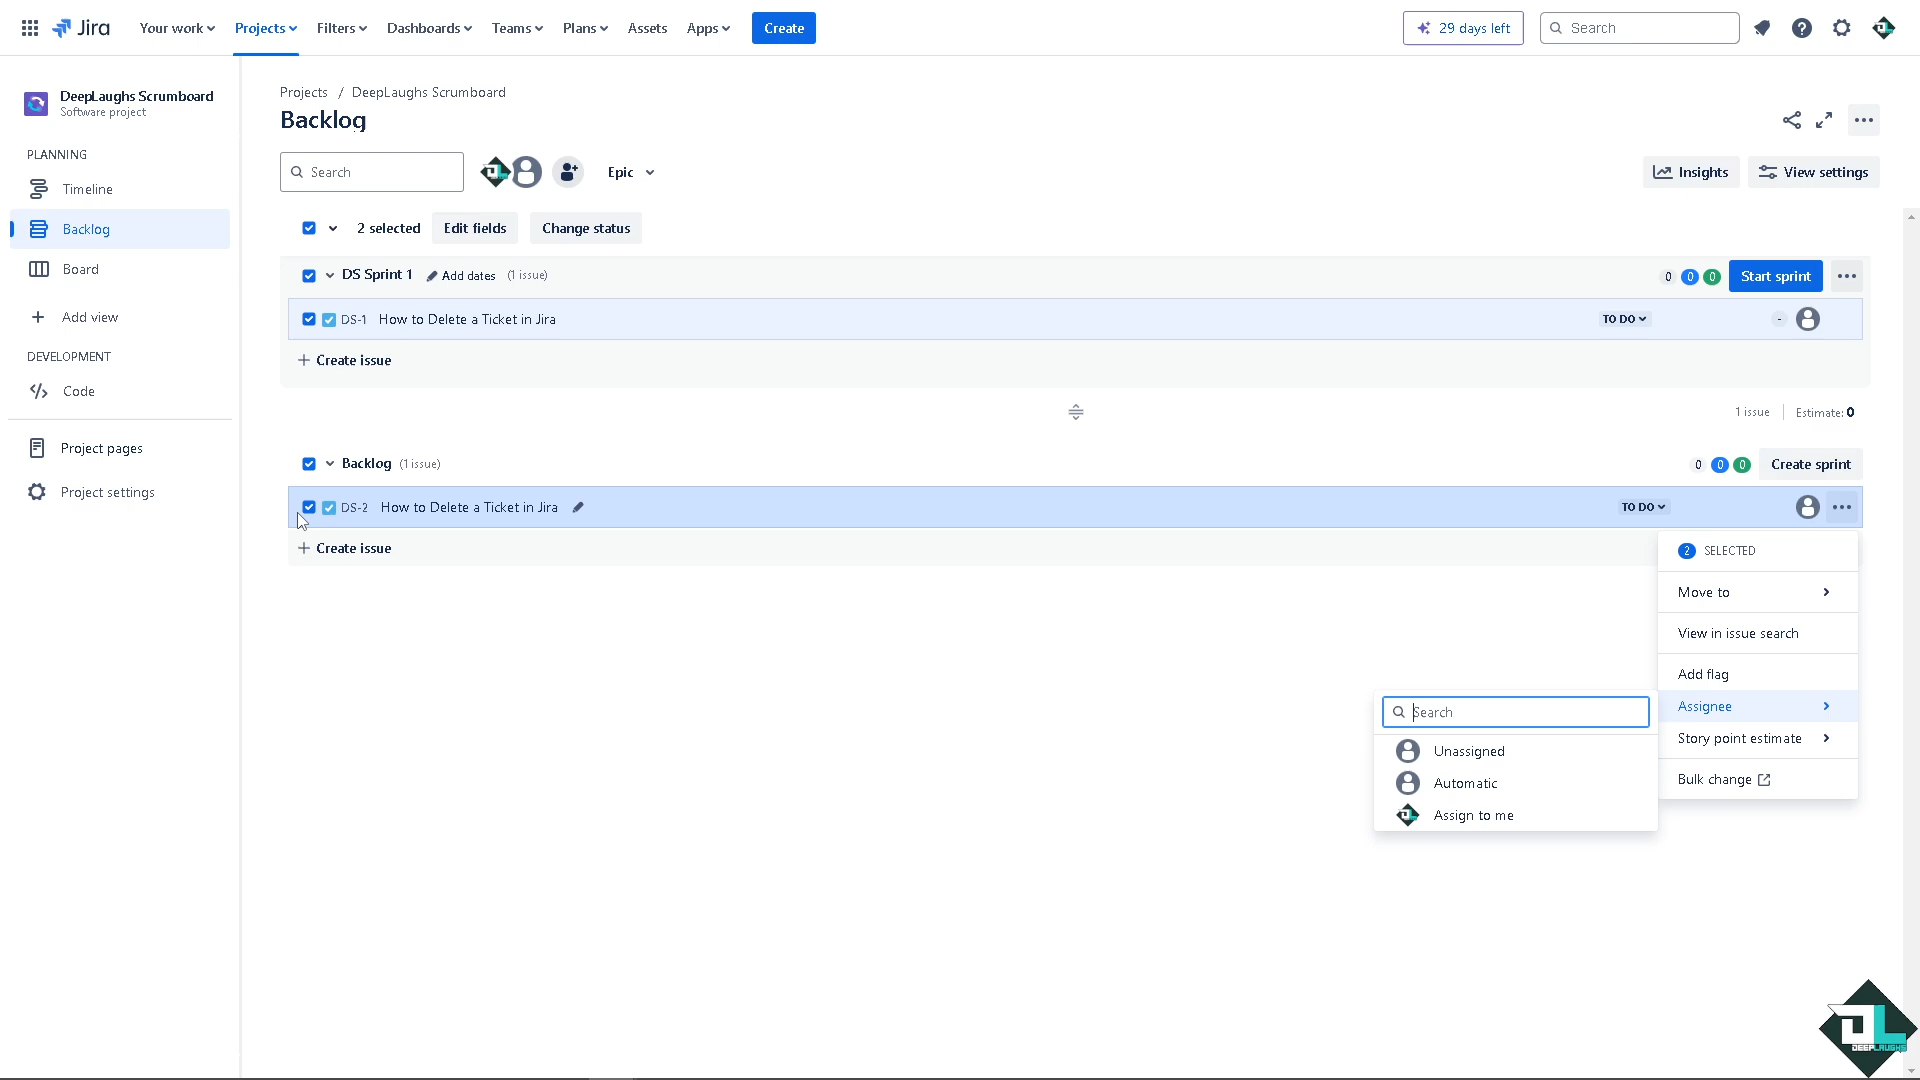 Jira
Your work
Projects
Filters
Dashboards
Teams
Plans
Assets
Apps
Create
29 days left
Search
DeepLaughs Scrumboard
Software project
PLANNING
Timeline
Backlog
Board
Add view
DEVELOPMENT
Code
Project pages
Project settings
Projects / DeepLaughs Scrumboard
Backlog
Search
Epic
Insights
View settings
2 selected
Edit fields
Change status
DS Sprint 1 Add dates (1 issue)
0 0 0 Start sprint
DS-1 How to Delete a Ticket in Jira
TO DO
-
+ Create issue
1 issue Estimate: 0
Backlog (1 issue)
0 0 0 Create sprint
DS-2 How to Delete a Ticket in Jira
TO DO
+ Create issue
2 SELECTED
Move to
View in issue search
Add flag
Assignee
Story point estimate
Bulk change
Search
Unassigned
Automatic
Assign to me
DL
DEEPLAUGHS